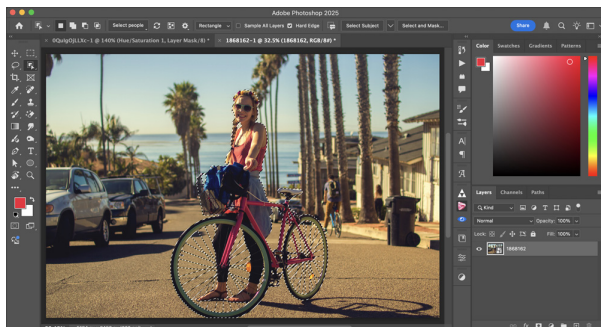 Adobe Photoshop 2025
Select people
Rectangle
Sample All Layers
Hard Edge
Select Subject
Select and Mask...
Share
× 0QulgOjLLXc-1 @ 140% (Hue/Saturation 1, Layer Mask/8) *
× 1868162-1 @ 32.5% (1868162, RGB/8#) *
Color
Swatches
Gradients
Patterns
Layers
Channels
Paths
Kind
Normal
Opacity: 100%
Lock:
Fill: 100%
1868162